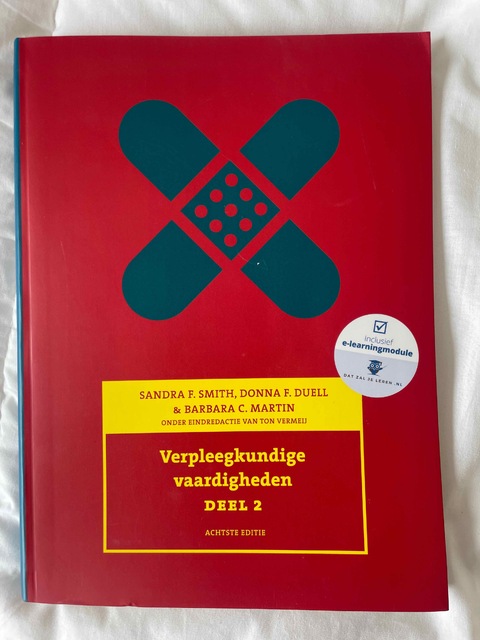 inclusief
e-learningmodule
DAT ZAL JE LEREN .NL
SANDRA F. SMITH, DONNA F. DUELL
& BARBARA C. MARTIN
ONDER EINDREDACTIE VAN TON VERMEIJ
Verpleegkundige
vaardigheden
DEEL 2
ACHTSTE EDITIE